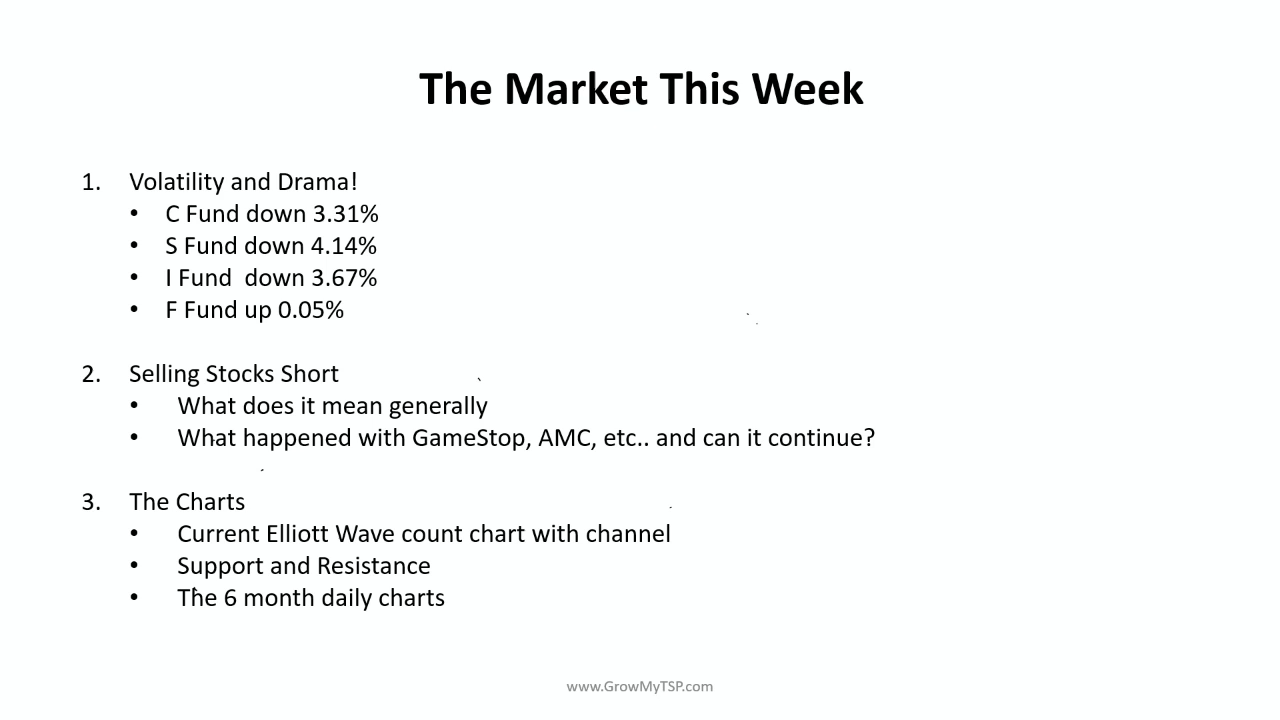 The Market This Week
1. Volatility and Drama!
• C Fund down 3.31%
• S Fund down 4.14%
• I Fund  down 3.67%
• F Fund up 0.05%
2. Selling Stocks Short
• What does it mean generally
• What happened with GameStop, AMC, etc.. and can it continue?
3. The Charts
• Current Elliott Wave count chart with channel
• Support and Resistance
• The 6 month daily charts
www.GrowMyTSP.com